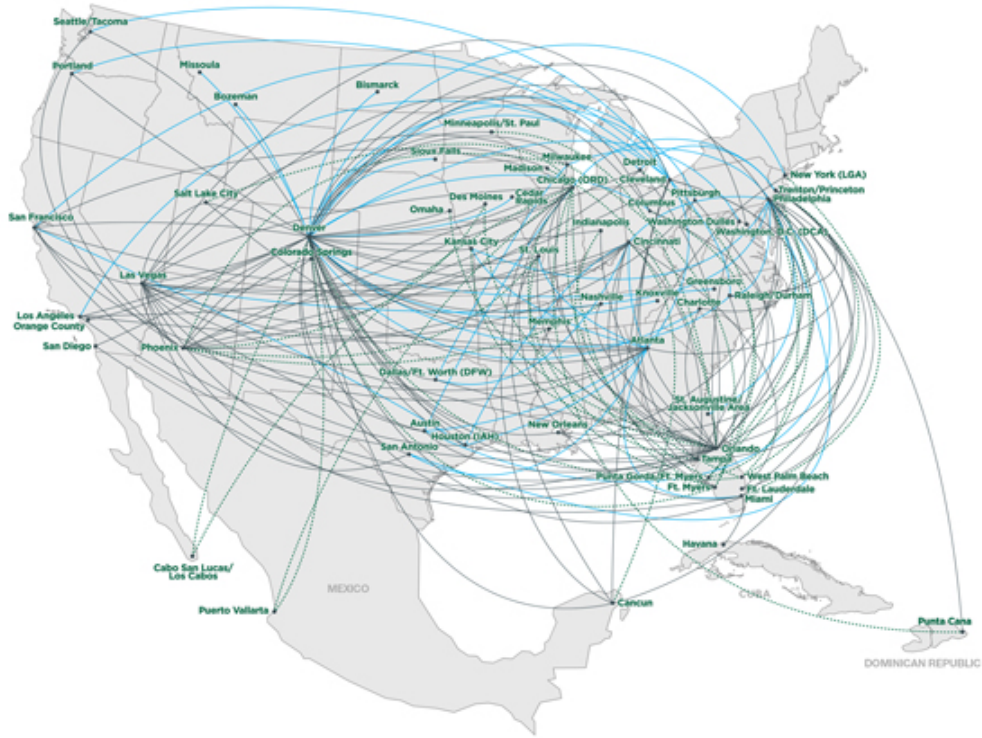 Seattle/Tacoma
Portland
Missoula
Bozeman
Bismarck
Minneapolis/St. Paul
Sioux Falls
Milwaukee
Madison
Detroit
Chicago (ORD)
Cleveland
New York (LGA)
Trenton/Princeton
Philadelphia
Salt Lake City
Des Moines
Cedar
Rapids
Pittsburgh
Columbus
Omaha
San Francisco
Denver
Indianapolis
Washington Dulles
Washington, D.C. (DCA)
Colorado Springs
Kansas City
St. Louis
Cincinnati
Las Vegas
Greensboro
Nashville
Knoxville
Raleigh/Durham
Charlotte
Los Angeles
Orange County
Memphis
San Diego
Phoenix
Atlanta
Dallas/Ft. Worth (DFW)
St. Augustine/
Jacksonville Area
Austin
New Orleans
Houston (IAH)
San Antonio
Orlando
Tampa
Punta Gorda/Ft. Myers
West Palm Beach
Ft. Myers
Ft. Lauderdale
Miami
Havana
Cabo San Lucas/
Los Cabos
MEXICO
CUBA
Puerto Vallarta
Cancun
Punta Cana
DOMINICAN REPUBLIC